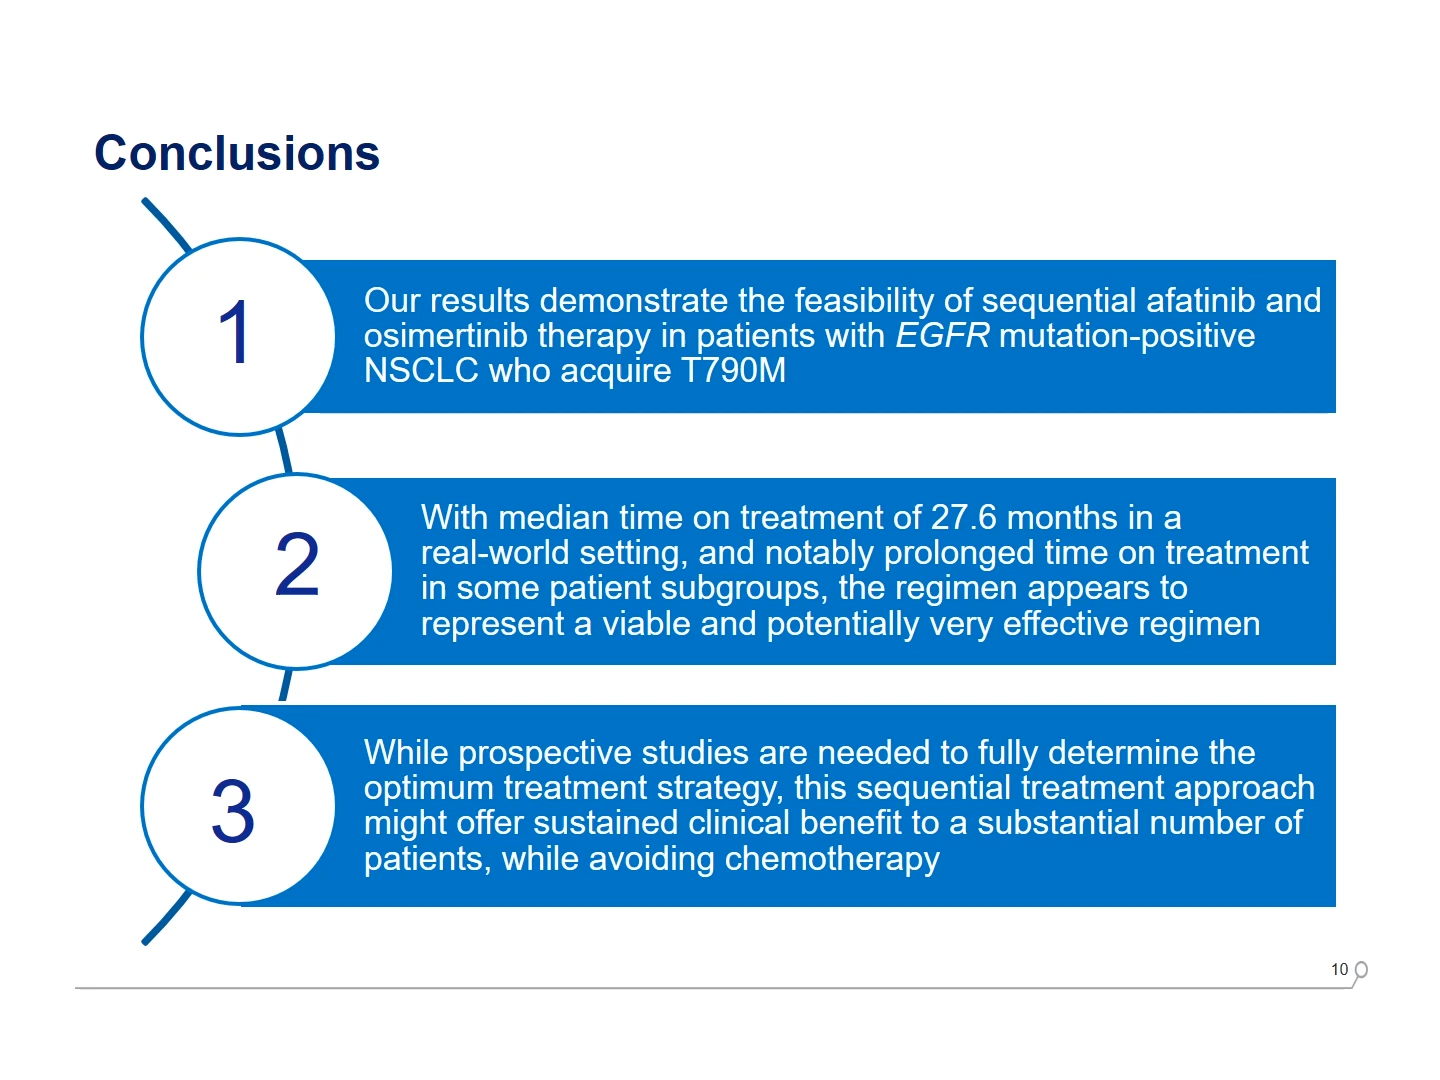 Conclusions
1
Our results demonstrate the feasibility of sequential afatinib and
osimertinib therapy in patients with EGFR mutation-positive
NSCLC who acquire T790M
2
With median time on treatment of 27.6 months in a
real-world setting, and notably prolonged time on treatment
in some patient subgroups, the regimen appears to
represent a viable and potentially very effective regimen
3
While prospective studies are needed to fully determine the
optimum treatment strategy, this sequential treatment approach
might offer sustained clinical benefit to a substantial number of
patients, while avoiding chemotherapy
10